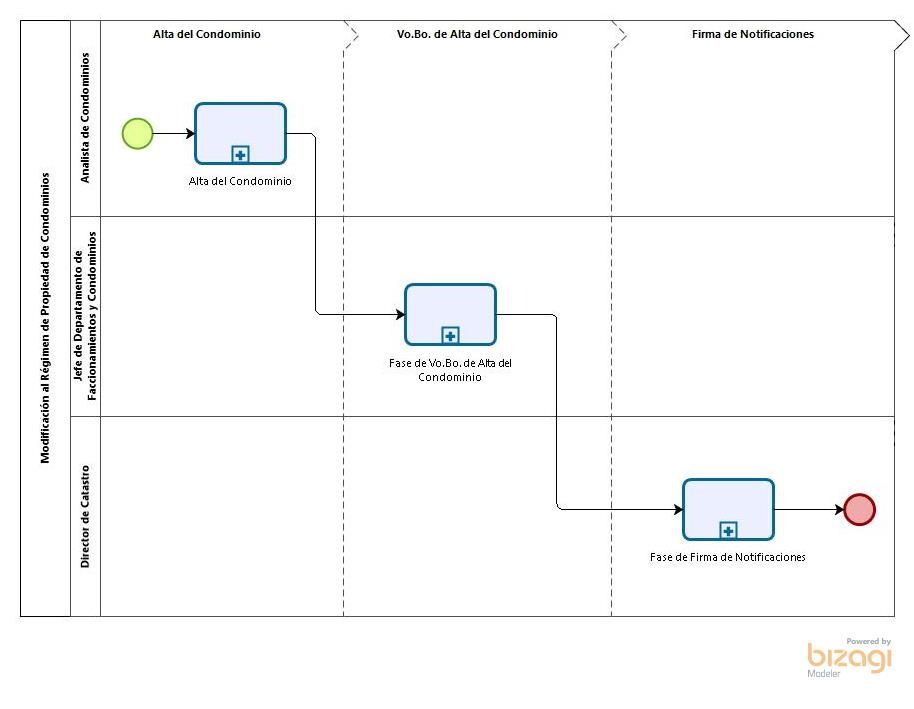 Alta del Condominio
Vo.Bo. de Alta del Condominio
Firma de Notificaciones
Modificación al Régimen de Propiedad de Condominios
Analista de Condominios
Alta del Condominio
Jefe de Departamento de
Faccionamientos y Condominios
Fase de Vo.Bo. de Alta del
Condominio
Director de Catastro
Fase de Firma de Notificaciones
Powered by
bizagi
Modeler